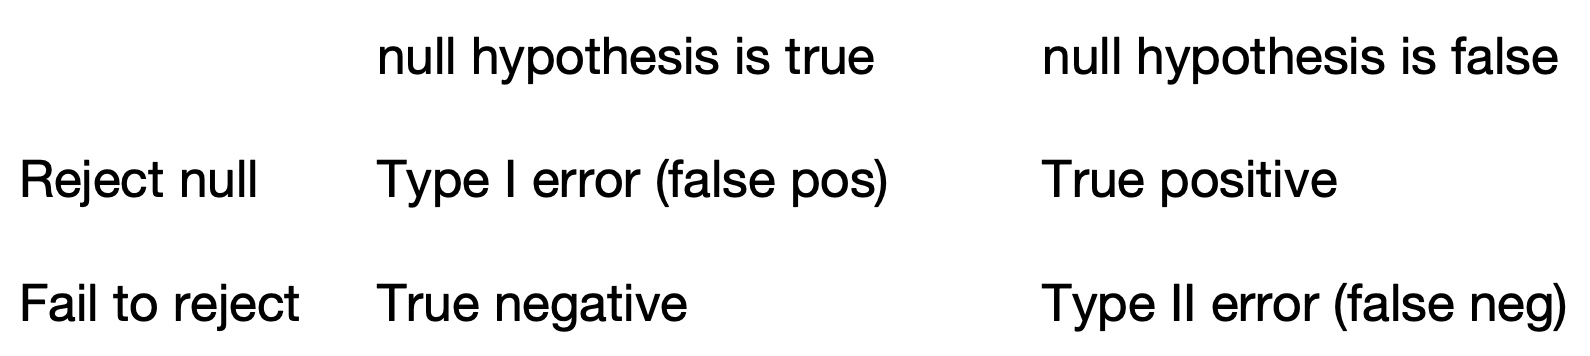 null hypothesis is true null hypothesis is false
Reject null Type I error (false pos) True positive
Fail to reject True negative Type II error (false neg)